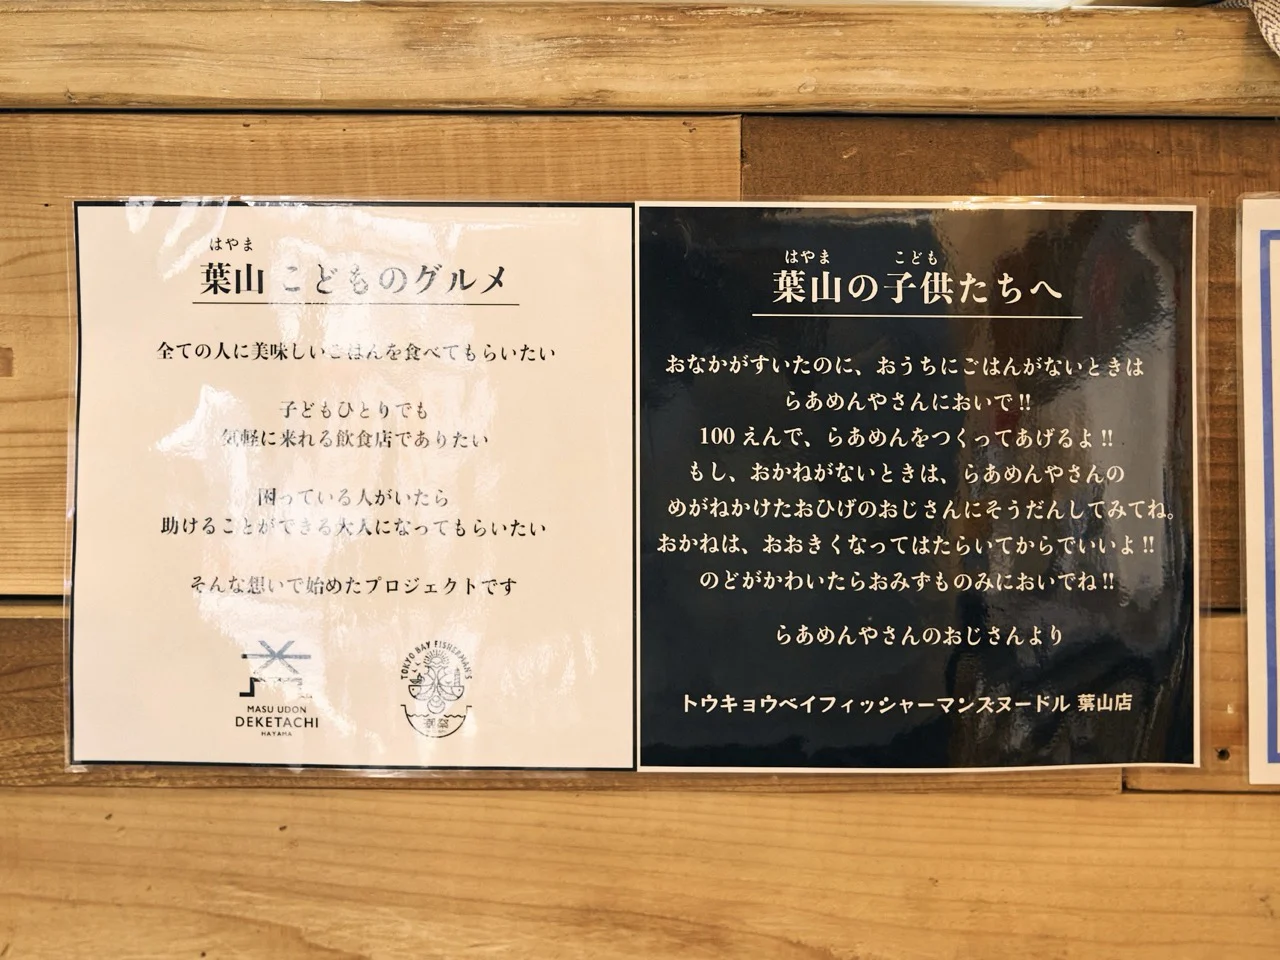 はやま
葉山 こどものグルメ
全ての人に美味しいごはんを食べてもらいたい
子どもひとりでも
気軽に来れる飲食店でありたい
困っている人がいたら
助けることができる大人になってもらいたい
そんな想いで始めたプロジェクトです
MASU UDON
DEKETACHI
HAYAMA
TOKYO BAY FISHERMAN'S
はやま こども
葉山の子供たちへ
おなかがすいたのに、おうちにごはんがないときは
らあめんやさんにおいで!!
100えんで、らあめんをつくってあげるよ!!
もし、おかねがないときは、らあめんやさんの
めがねかけたおひげのおじさんにそうだんしてみてね。
おかねは、おおきくなってはたらいてからでいいよ!!
のどがかわいたらおみずものみにおいでね!!
らあめんやさんのおじさんより
トウキョウベイフィッシャーマンズヌードル 葉山店